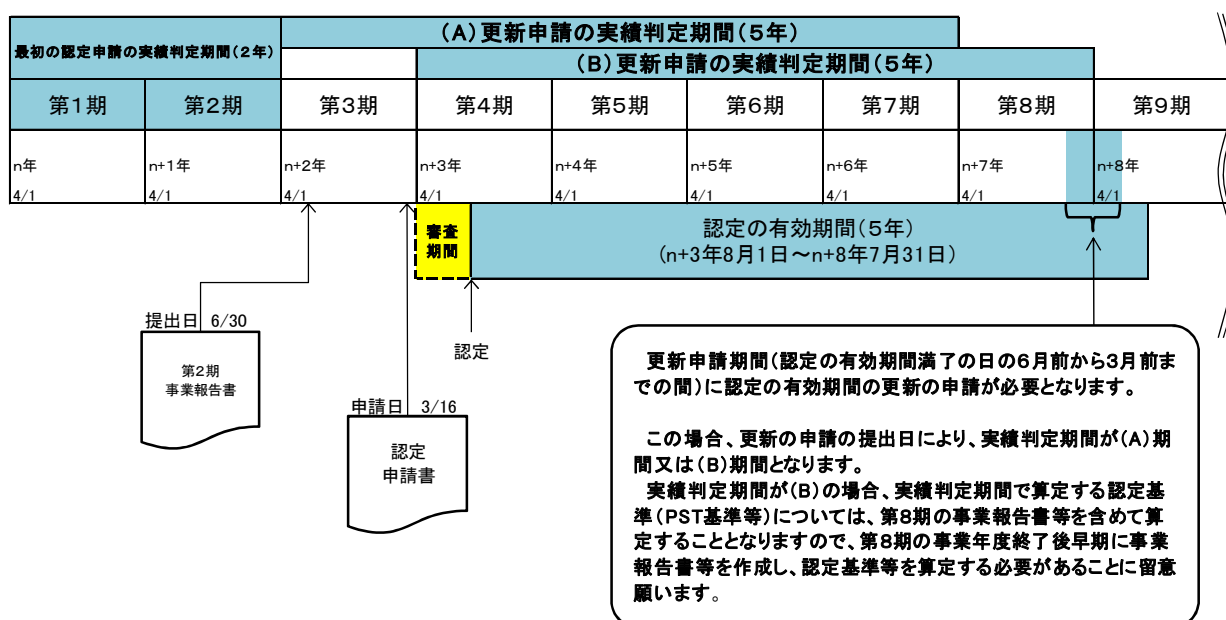 最初の認定申請の実績判定期間(2年)
(A)更新申請の実績判定期間(5年)
(B)更新申請の実績判定期間(5年)
第1期 第2期 第3期 第4期 第5期 第6期 第7期 第8期 第9期
n年 n+1年 n+2年 n+3年 n+4年 n+5年 n+6年 n+7年 n+8年
4/1 4/1 4/1 4/1 4/1 4/1 4/1 4/1 4/1
審査
期間
認定の有効期間(5年)
(n+3年8月1日～n+8年7月31日)
提出日 6/30
第2期
事業報告書
申請日 3/16
認定
申請書
認定
更新申請期間(認定の有効期間満了の日の6月前から3月前ま
での間)に認定の有効期間の更新の申請が必要となります。
この場合、更新の申請の提出日により、実績判定期間が(A)期
間又は(B)期間となります。
実績判定期間が(B)の場合、実績判定期間で算定する認定基
準(PST基準等)については、第8期の事業報告書等を含めて算
定することとなりますので、第8期の事業年度終了後早期に事業
報告書等を作成し、認定基準等を算定する必要があることに留意
願います。